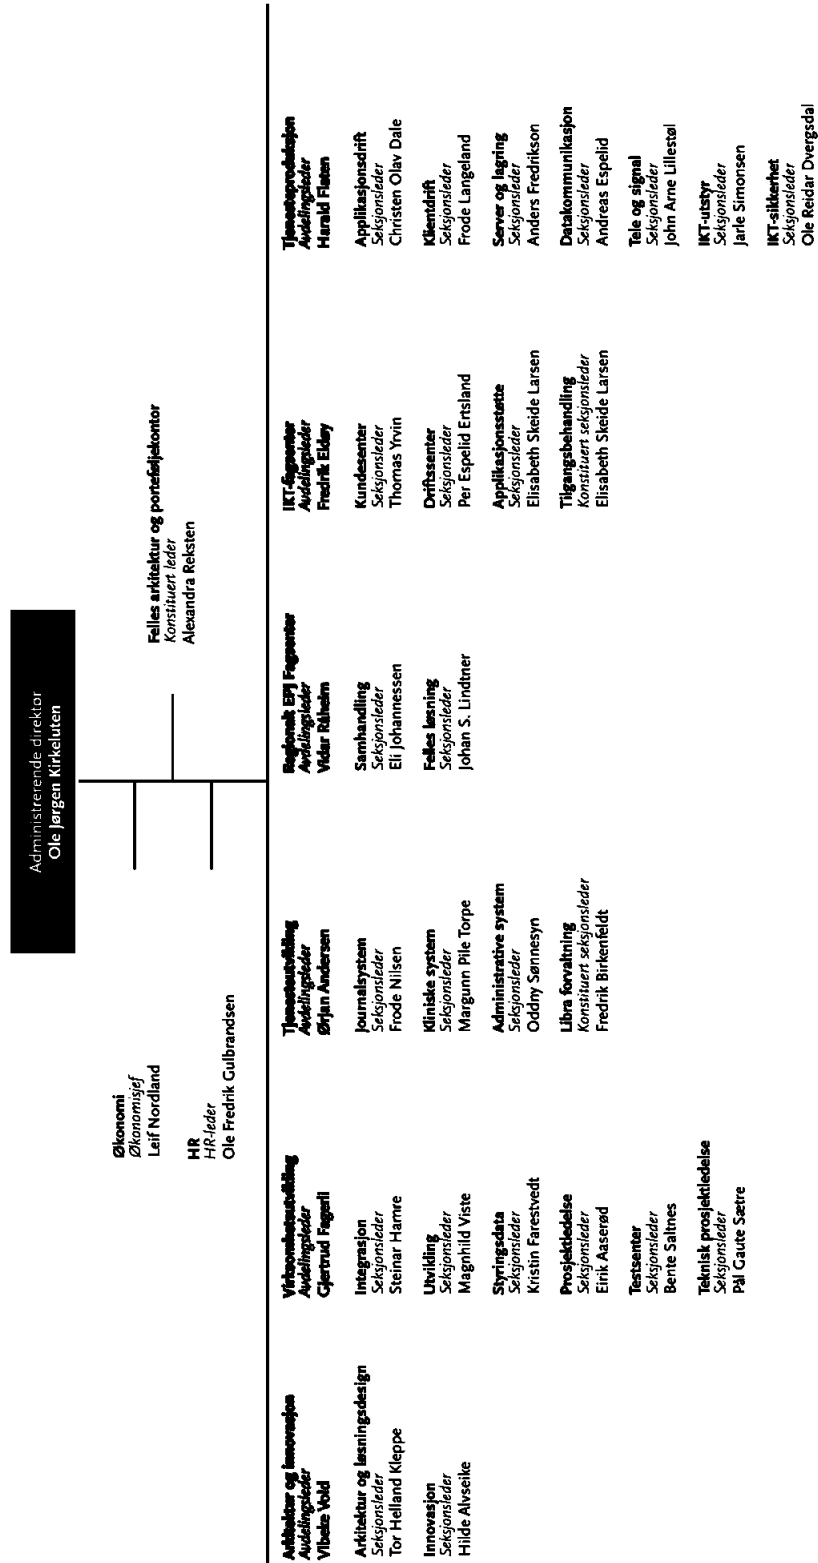 Administrerende direktør
Ole Jørgen Kirkeluten
Økonomi
Økonomisjef
Leif Nordland
HR
HR-leder
Ole Fredrik Gulbrandsen
Felles arkitektur og porteføljekontor
Konstituert leder
Alexandra Reksten
Arkitektur og innovasjon
Avdelingsleder
Vibeke Vold
Arkitektur og løsningsdesign
Seksjonsleder
Tor Helland Kleppe
Innovasjon
Seksjonsleder
Hilde Alvseike
Virksomhetsutvikling
Avdelingsleder
Gjertrud Fagerli
Integrasjon
Seksjonsleder
Steinar Hamre
Utvikling
Seksjonsleder
Magnhild Viste
Styringsdata
Seksjonsleder
Kristin Farestvedt
Prosjektledelse
Seksjonsleder
Eirik Aaserød
Testsenter
Seksjonsleder
Bente Saltnes
Teknisk prosjektledelse
Seksjonsleder
Pål Gaute Sætre
Tjenesteutvikling
Avdelingsleder
Ørjan Andersen
Journalsystem
Seksjonsleder
Frode Nilsen
Kliniske system
Seksjonsleder
Margunn Pile Torpe
Administrative system
Seksjonsleder
Oddny Sønnesyn
Libra forvaltning
Konstituert seksjonsleder
Fredrik Birkenfeldt
Regionalt EPJ Fagsenter
Avdelingsleder
Vidar Råheim
Samhandling
Seksjonsleder
Eli Johannessen
Felles løsning
Seksjonsleder
Johan S. Lindtner
IKT-fagsenter
Avdelingsleder
Fredrik Eldøy
Kundesenter
Seksjonsleder
Thomas Yrvin
Driftssenter
Seksjonsleder
Per Espelid Ertsland
Applikasjonsstøtte
Seksjonsleder
Elisabeth Skeide Larsen
Tilgangsbehandling
Konstituert seksjonsleder
Elisabeth Skeide Larsen
Tjenesteproduksjon
Avdelingsleder
Harald Flaten
Applikasjonsdrift
Seksjonsleder
Christen Olav Dale
Klientdrift
Seksjonsleder
Frode Langeland
Server og lagring
Seksjonsleder
Anders Fredrikson
Datakommunikasjon
Seksjonsleder
Andreas Espelid
Tele og signal
Seksjonsleder
John Arne Lillestøl
IKT-utstyr
Seksjonsleder
Jarle Simonsen
IKT-sikkerhet
Seksjonsleder
Ole Reidar Dvergsdal